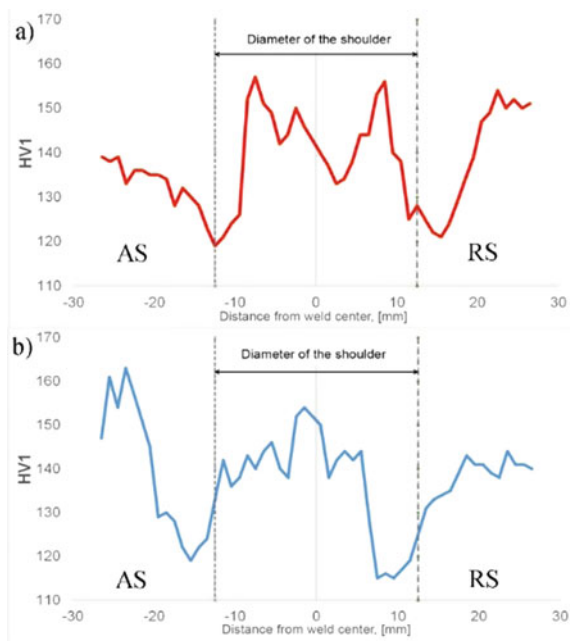 a)
170
160
150
140
130
120
110
HV1
Diameter of the shoulder
AS
RS
-30
-20
-10
0
10
20
30
Distance from weld center, [mm]
b)
170
160
150
140
130
120
110
HV1
Diameter of the shoulder
AS
RS
-30
-20
-10
0
10
20
30
Distance from weld center, [mm]